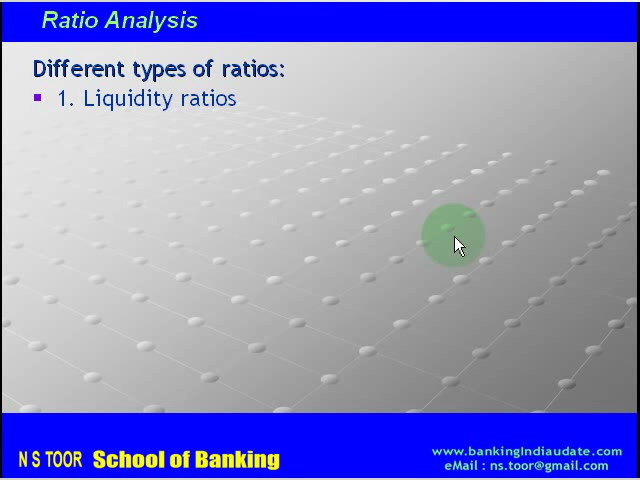 Ratio Analysis
Different types of ratios:
1. Liquidity ratios
N S TOOR School of Banking
www.bankingindiaudate.com
eMail : ns.toor@gmail.com